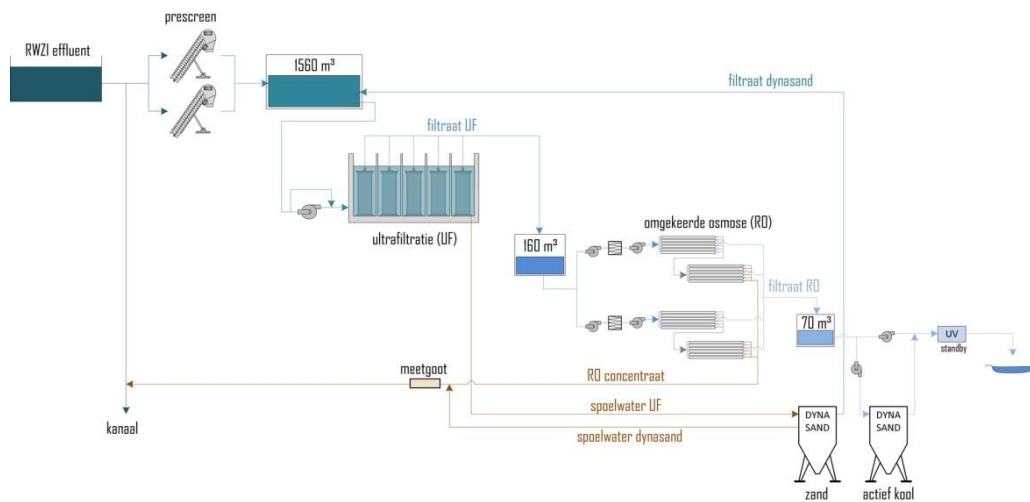 prescreen
RWZI effluent
1560 m³
filtraat dynasand
filtraat UF
ultrafiltratie (UF)
omgekeerde osmose (RO)
160 m³
filtraat RO
70 m³
UV
standby
meetgoot
RO concentraat
spoelwater UF
kanaal
spoelwater dynasand
DYNA
SAND
DYNA
SAND
zand
actief kool